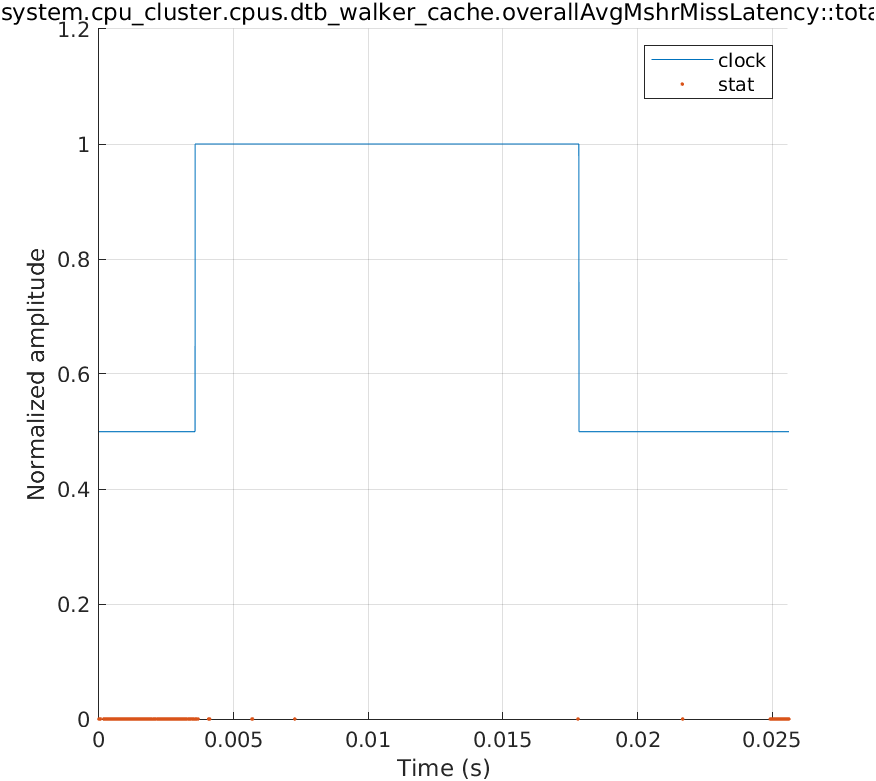 system.cpu_cluster.cpus.dtb_walker_cache.overallAvgMshrMissLatency::tota
1.2
1
0.8
0.6
0.4
0.2
0
Normalized amplitude
clock
stat
0 0.005 0.01 0.015 0.02 0.025
Time (s)